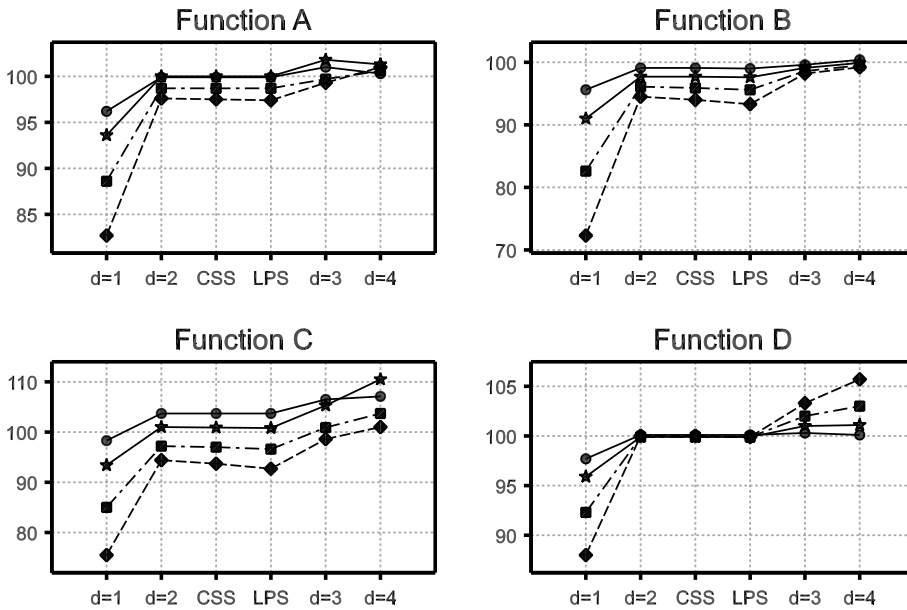 Function A
100
95
90
85
d=1 d=2 CSS LPS d=3 d=4
Function B
100
90
80
70
d=1 d=2 CSS LPS d=3 d=4
Function C
110
100
90
80
d=1 d=2 CSS LPS d=3 d=4
Function D
105
100
95
90
d=1 d=2 CSS LPS d=3 d=4